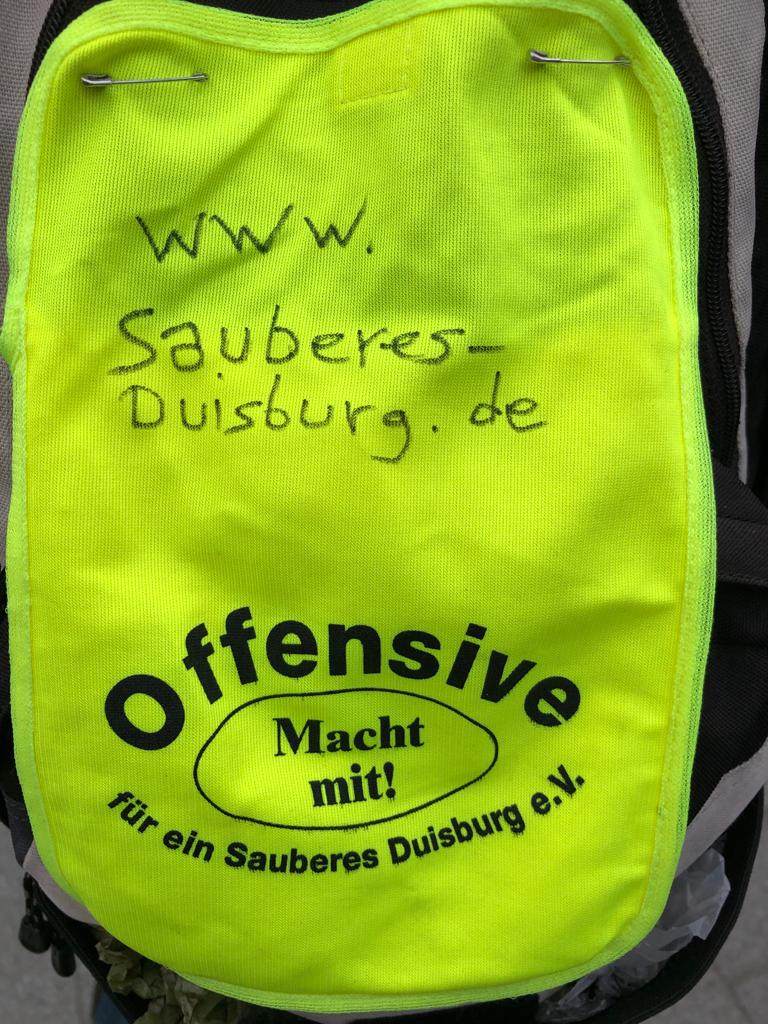 www.
Sauberes-
Duisburg.de
Offensive
Macht
mit!
für ein Sauberes Duisburg e.V.